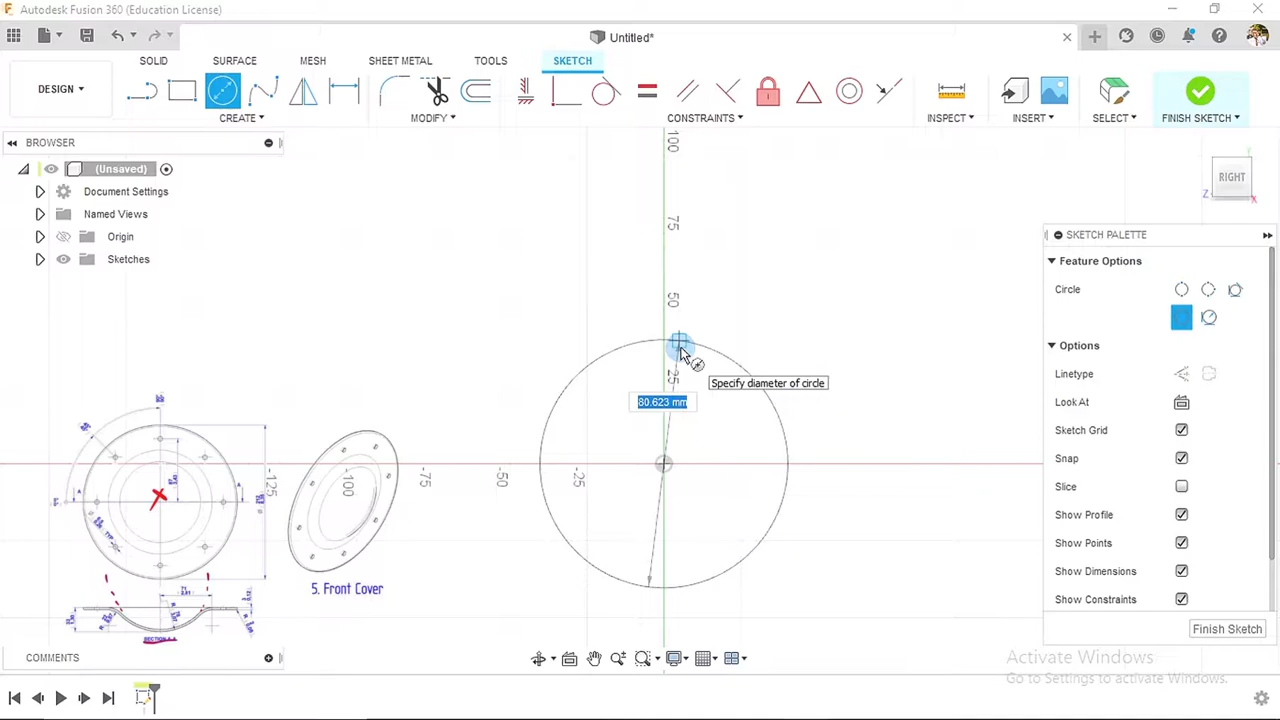 Autodesk Fusion 360 (Education License)
Untitled*
SOLID SURFACE MESH SHEET METAL TOOLS SKETCH
DESIGN
CREATE MODIFY CONSTRAINTS INSPECT INSERT SELECT FINISH SKETCH
BROWSER
(Unsaved)
Document Settings
Named Views
Origin
Sketches
100
75
50
25
-25
-50
-75
-100
-125
RIGHT
Y
Z
X
80.623 mm
Specify diameter of circle
SKETCH PALETTE
Feature Options
Circle
Options
Linetype
Look At
Sketch Grid
Snap
Slice
Show Profile
Show Points
Show Dimensions
Show Constraints
Finish Sketch
5. Front Cover
Activate Windows
Go to Settings to activate Windows.
COMMENTS